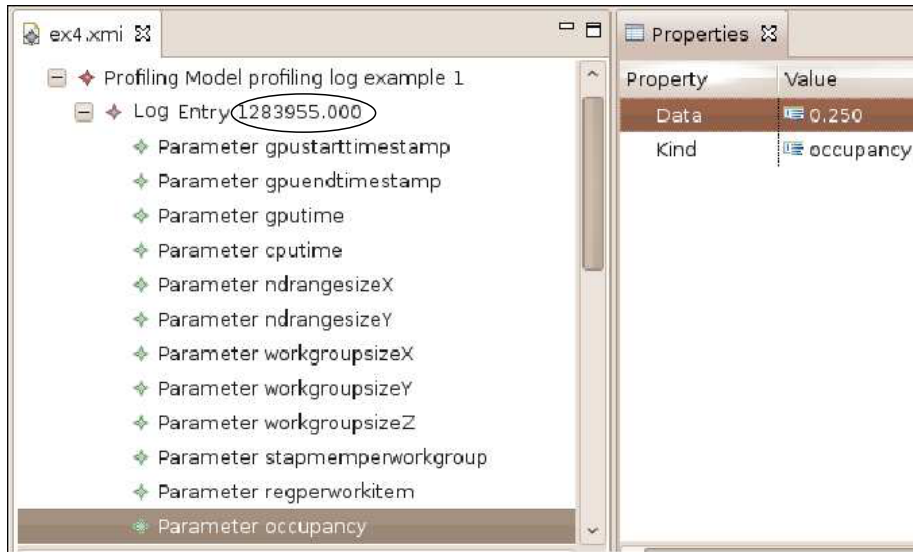 ex4.xmi
Profiling Model profiling log example 1
Log Entry 1283955.000
Parameter gpustarttimestamp
Parameter gpuendtimestamp
Parameter gputime
Parameter cputime
Parameter ndrangesizeX
Parameter ndrangesizeY
Parameter workgroupsizeX
Parameter workgroupsizeY
Parameter workgroupsizeZ
Parameter stapmemperworkgroup
Parameter regperworkitem
Parameter occupancy
Properties
Property Value
Data 0.250
Kind occupancy